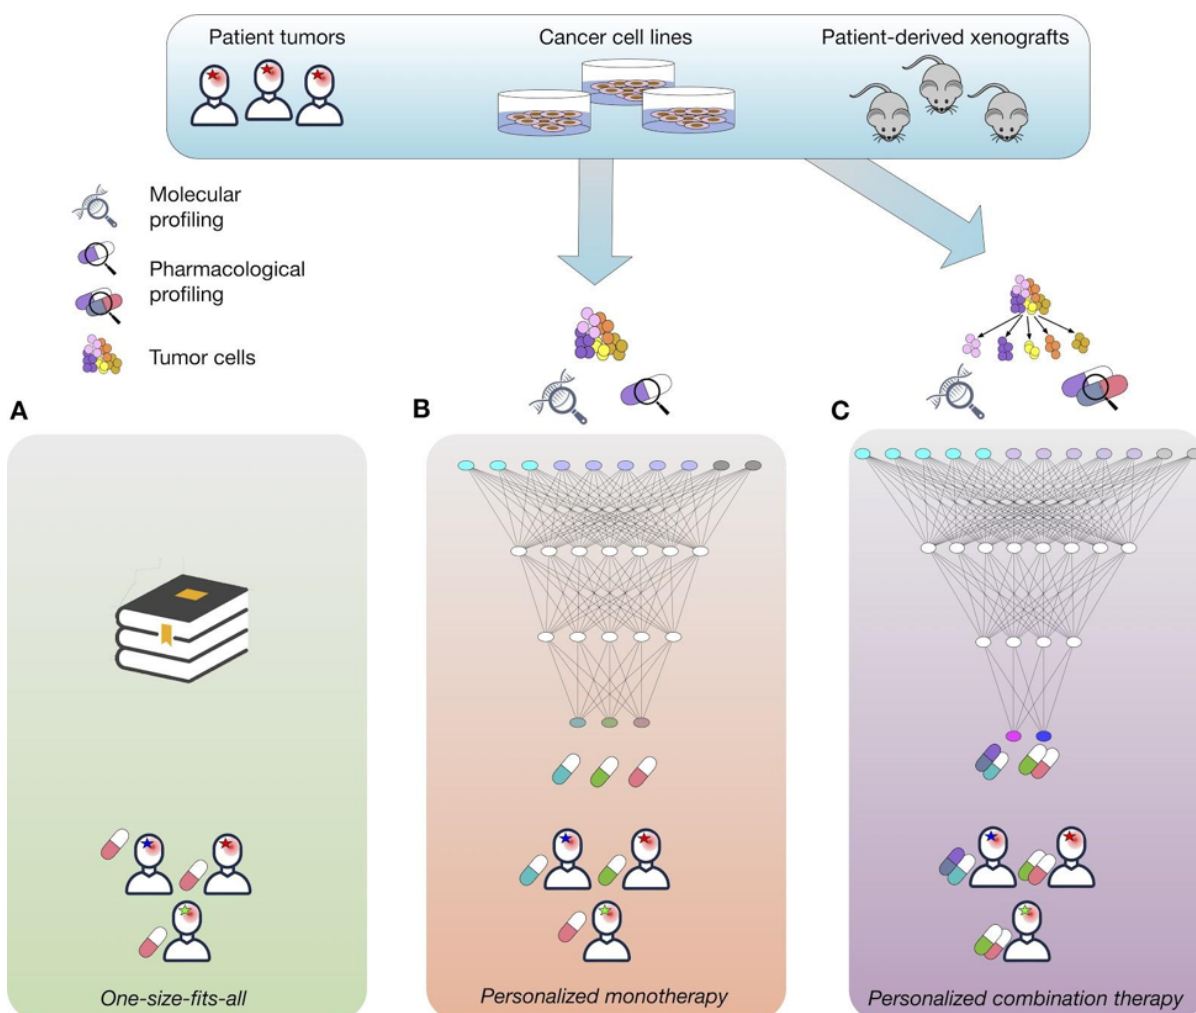 Patient tumors
Cancer cell lines
Patient-derived xenografts
Molecular
profiling
Pharmacological
profiling
Tumor cells
A
B
C
One-size-fits-all
Personalized monotherapy
Personalized combination therapy